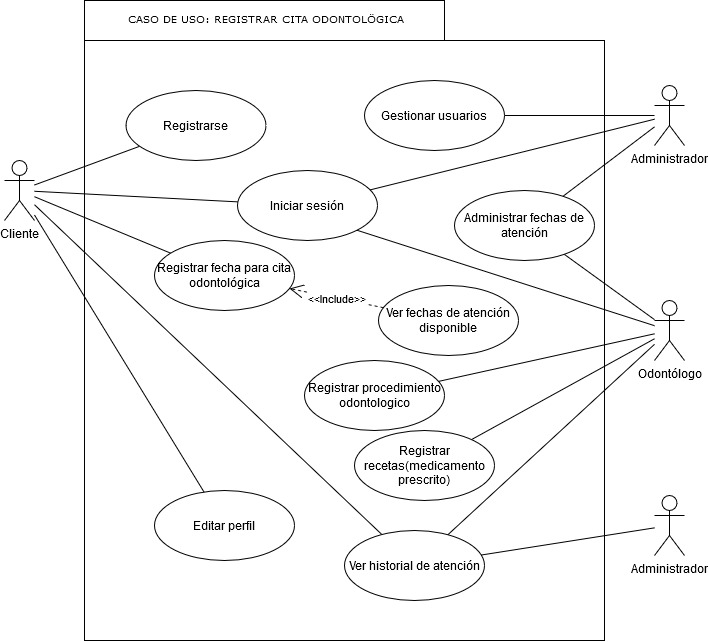 CASO DE USO: REGISTRAR CITA ODONTOLÖGICA
Gestionar usuarios
Registrarse
Administrador
Iniciar sesión
Administrar fechas de
atención
Cliente
Registrar fecha para cita
odontológica
<<Include>>
Ver fechas de atención
disponible
Odontólogo
Registrar procedimiento
odontologico
Registrar
recetas(medicamento
prescrito)
Editar perfil
Ver historial de atención
Administrador